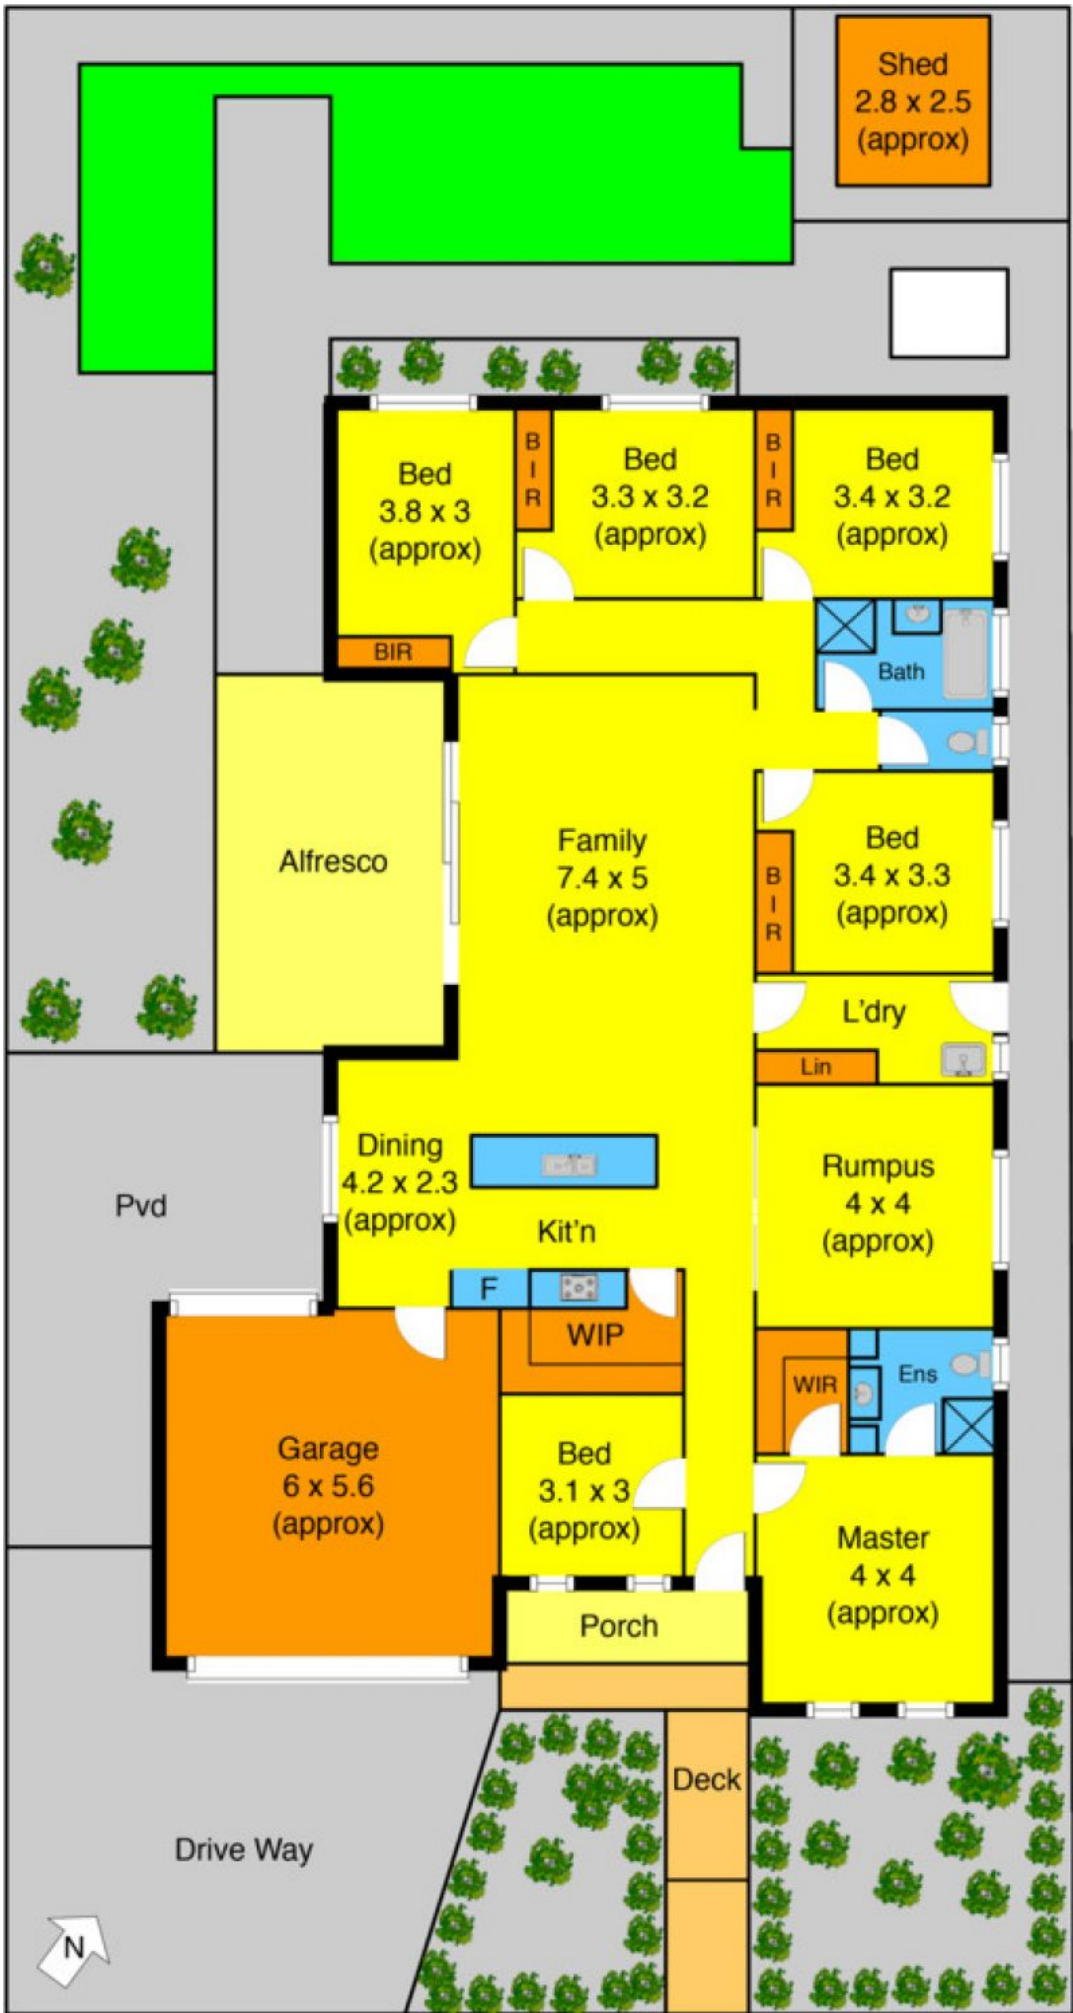 Shed
2.8 x 2.5
(approx)
Bed
3.8 x 3
(approx)
B
I
R
Bed
3.3 x 3.2
(approx)
B
I
R
Bed
3.4 x 3.2
(approx)
BIR
Bath
Alfresco
Family
7.4 x 5
(approx)
B
I
R
Bed
3.4 x 3.3
(approx)
L'dry
Lin
Dining
4.2 x 2.3
(approx)
Kit'n
Rumpus
4 x 4
(approx)
Pvd
F
WIP
WIR
Ens
Garage
6 x 5.6
(approx)
Bed
3.1 x 3
(approx)
Master
4 x 4
(approx)
Porch
Deck
Drive Way
N